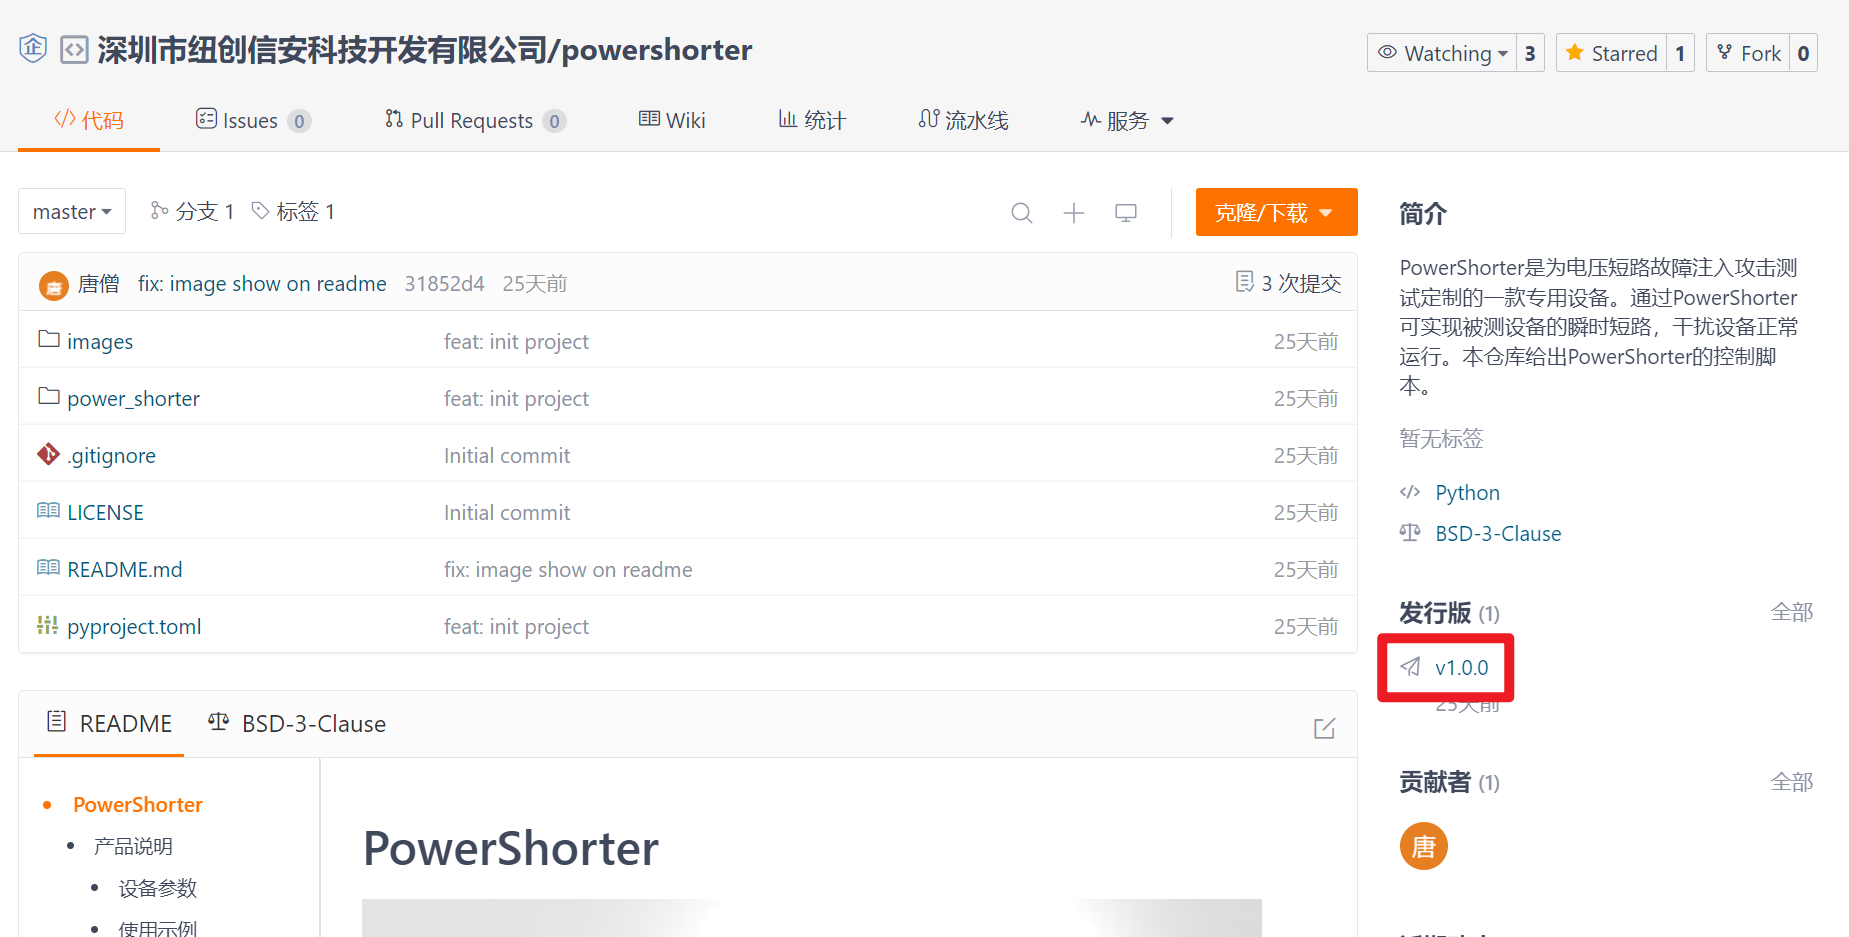 深圳市纽创信安科技开发有限公司/powershorter
Watching 3 Starred 1 Fork 0
代码 Issues 0 Pull Requests 0 Wiki 统计 流水线 服务
master 分支 1 标签 1 克隆/下载
唐 唐僧 fix: image show on readme 31852d4 25天前 3 次提交
images feat: init project 25天前
power_shorter feat: init project 25天前
.gitignore Initial commit 25天前
LICENSE Initial commit 25天前
README.md fix: image show on readme 25天前
pyproject.toml feat: init project 25天前
README BSD-3-Clause
PowerShorter
产品说明
设备参数
使用示例
PowerShorter
简介
PowerShorter是为电压短路故障注入攻击测
试定制的一款专用设备。通过PowerShorter
可实现被测设备的瞬时短路，干扰设备正常
运行。本仓库给出PowerShorter的控制脚
本。
暂无标签
Python
BSD-3-Clause
发行版 (1) 全部
v1.0.0
25天前
贡献者 (1) 全部
唐